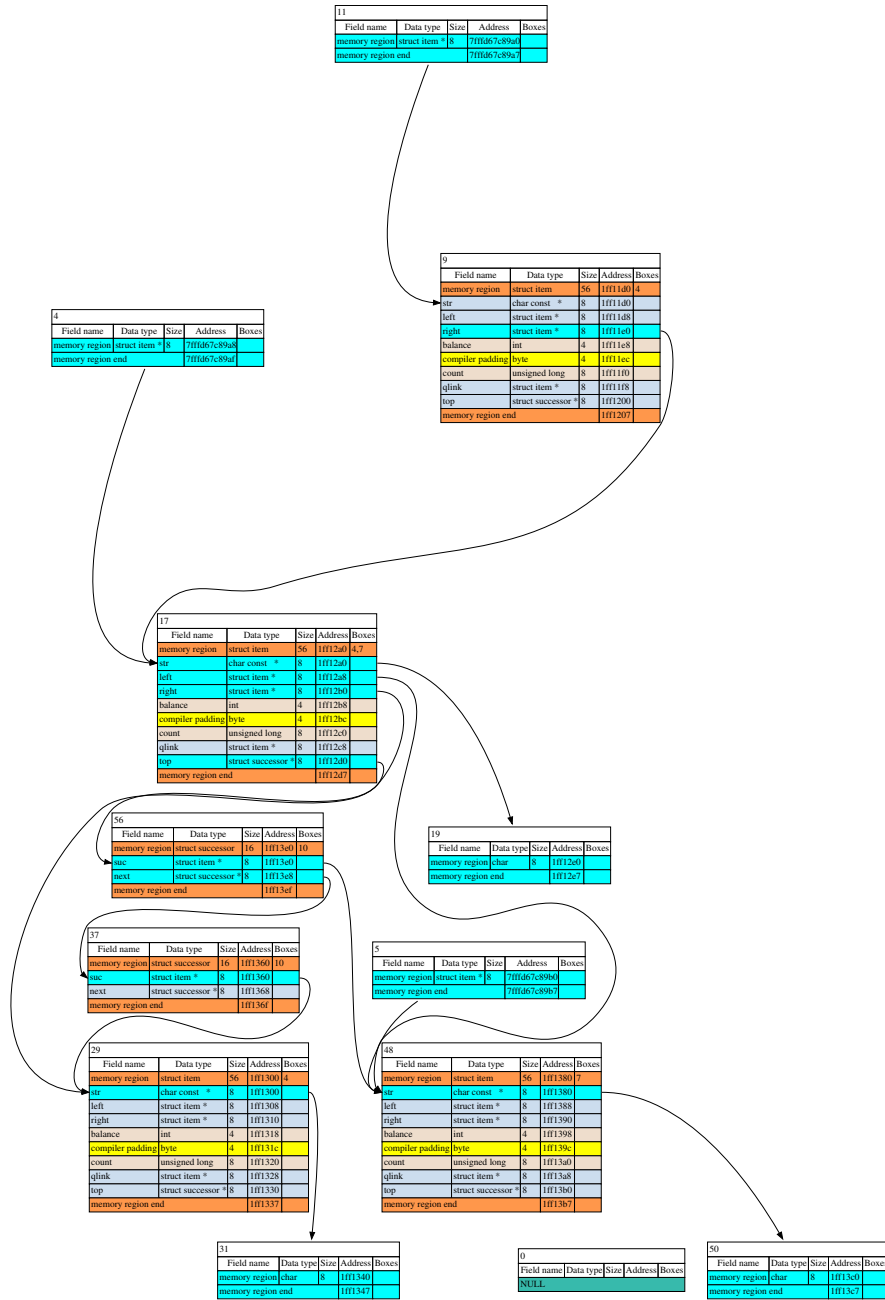 11
Field name Data type Size Address Boxes
memory region struct item * 8 7fffd67c89a0
memory region end 7fffd67c89a7
9
Field name Data type Size Address Boxes
memory region struct item 56 1ff11d0 4
str char const * 8 1ff11d0
left struct item * 8 1ff11d8
right struct item * 8 1ff11e0
balance int 4 1ff11e8
compiler padding byte 4 1ff11ec
count unsigned long 8 1ff11f0
qlink struct item * 8 1ff11f8
top struct successor * 8 1ff1200
memory region end 1ff1207
4
Field name Data type Size Address Boxes
memory region struct item * 8 7fffd67c89a8
memory region end 7fffd67c89af
17
Field name Data type Size Address Boxes
memory region struct item 56 1ff12a0 4,7
str char const * 8 1ff12a0
left struct item * 8 1ff12a8
right struct item * 8 1ff12b0
balance int 4 1ff12b8
compiler padding byte 4 1ff12bc
count unsigned long 8 1ff12c0
qlink struct item * 8 1ff12c8
top struct successor * 8 1ff12d0
memory region end 1ff12d7
56
Field name Data type Size Address Boxes
memory region struct successor 16 1ff13e0 10
suc struct item * 8 1ff13e0
next struct successor * 8 1ff13e8
memory region end 1ff13ef
19
Field name Data type Size Address Boxes
memory region char 8 1ff12e0
memory region end 1ff12e7
37
Field name Data type Size Address Boxes
memory region struct successor 16 1ff1360 10
suc struct item * 8 1ff1360
next struct successor * 8 1ff1368
memory region end 1ff136f
5
Field name Data type Size Address Boxes
memory region struct item * 8 7fffd67c89b0
memory region end 7fffd67c89b7
29
Field name Data type Size Address Boxes
memory region struct item 56 1ff1300 4
str char const * 8 1ff1300
left struct item * 8 1ff1308
right struct item * 8 1ff1310
balance int 4 1ff1318
compiler padding byte 4 1ff131c
count unsigned long 8 1ff1320
qlink struct item * 8 1ff1328
top struct successor * 8 1ff1330
memory region end 1ff1337
48
Field name Data type Size Address Boxes
memory region struct item 56 1ff1380 7
str char const * 8 1ff1380
left struct item * 8 1ff1388
right struct item * 8 1ff1390
balance int 4 1ff1398
compiler padding byte 4 1ff139c
count unsigned long 8 1ff13a0
qlink struct item * 8 1ff13a8
top struct successor * 8 1ff13b0
memory region end 1ff13b7
31
Field name Data type Size Address Boxes
memory region char 8 1ff1340
memory region end 1ff1347
0
Field name Data type Size Address Boxes
NULL
50
Field name Data type Size Address Boxes
memory region char 8 1ff13c0
memory region end 1ff13c7